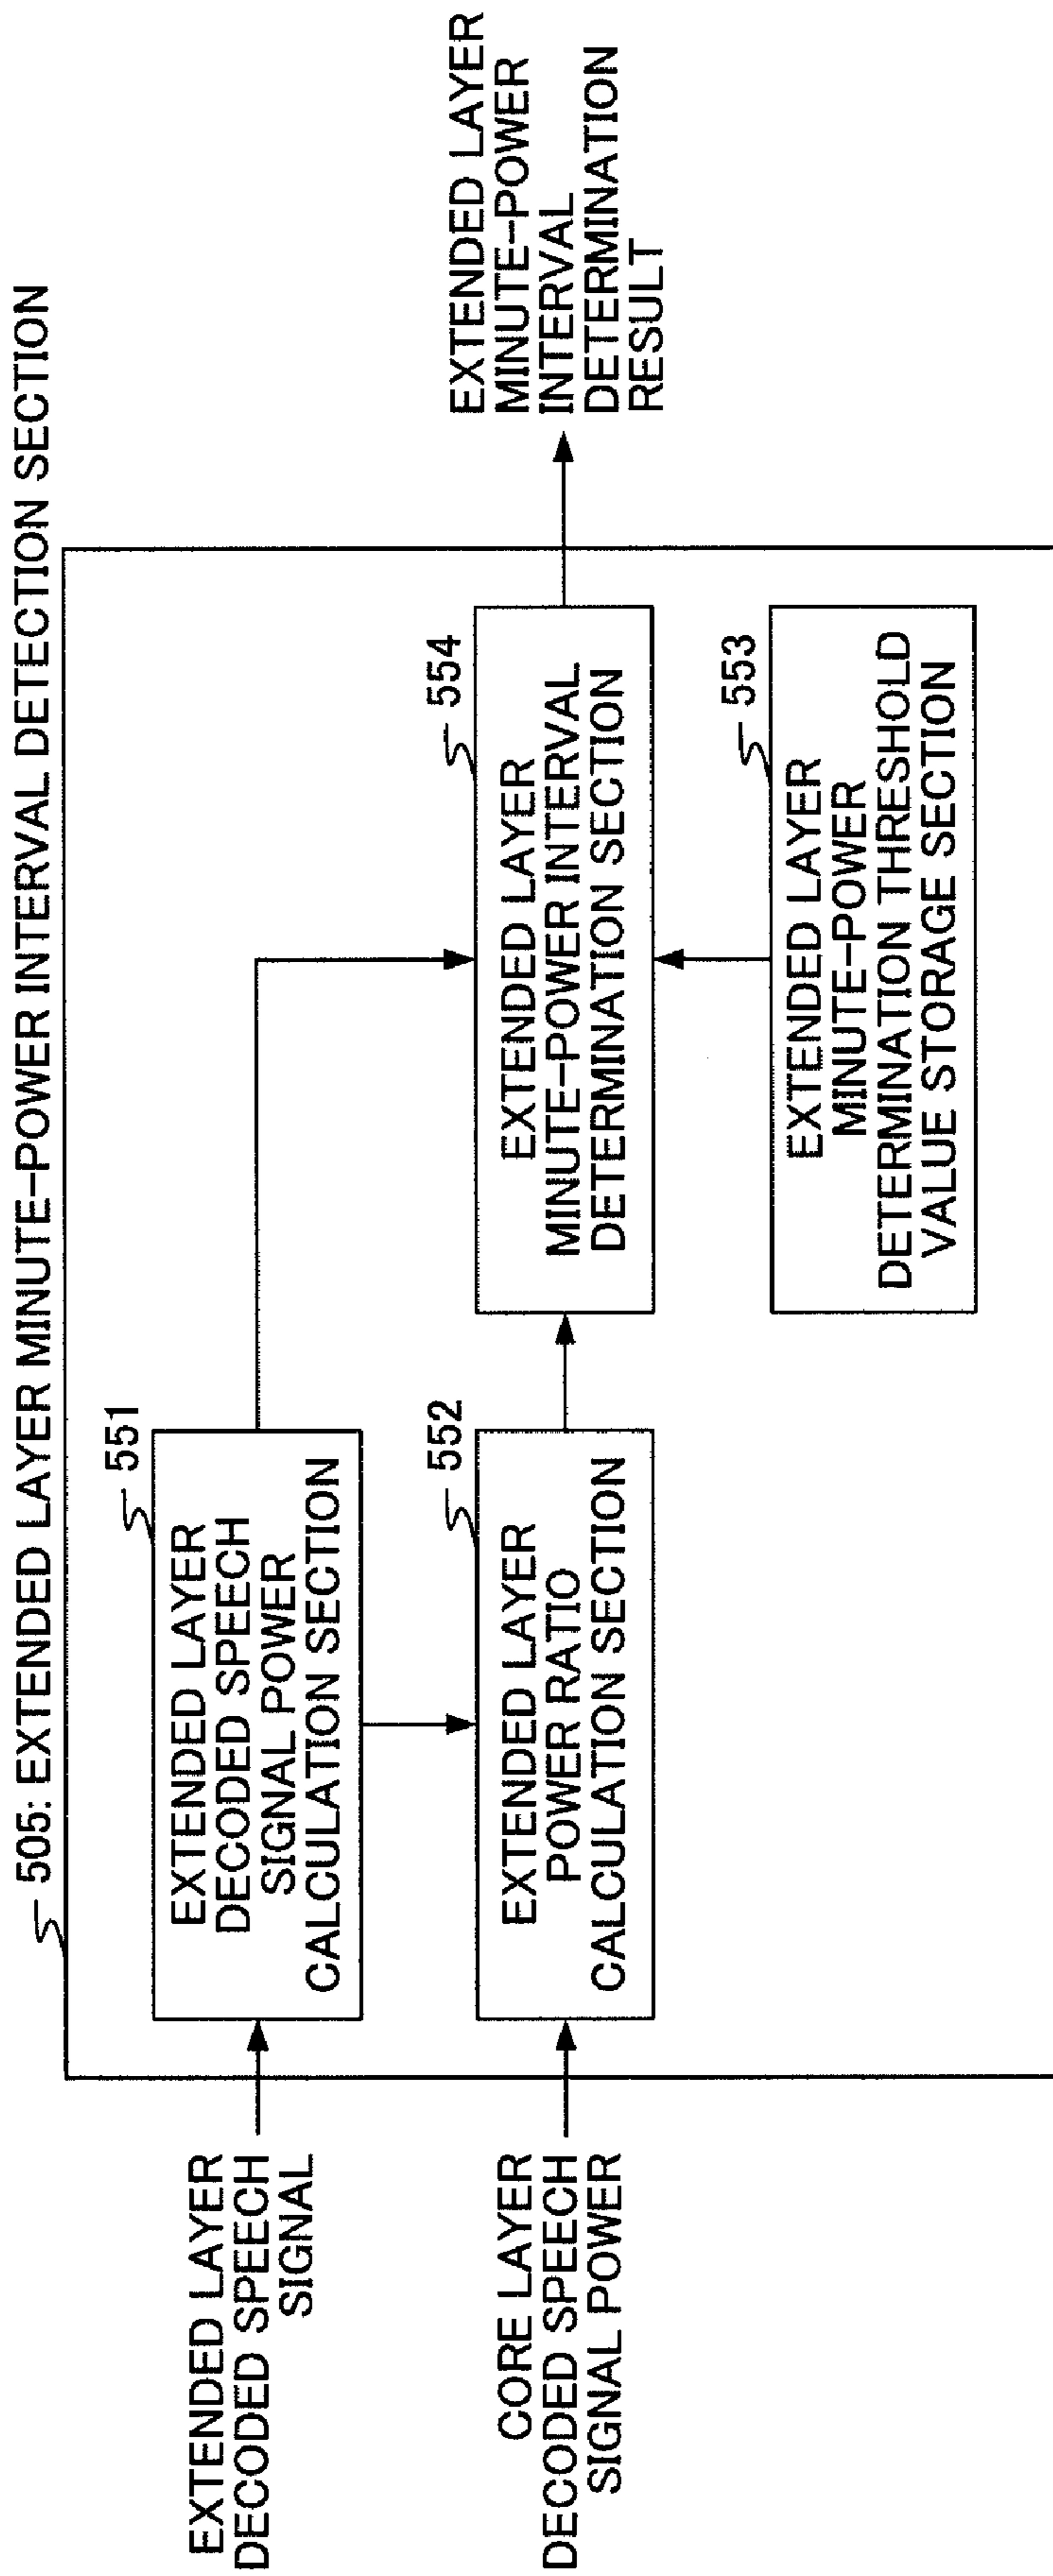 505: EXTENDED LAYER MINUTE-POWER INTERVAL DETECTION SECTION
EXTENDED LAYER
DECODED SPEECH
SIGNAL
551
EXTENDED LAYER
DECODED SPEECH
SIGNAL POWER
CALCULATION SECTION
CORE LAYER
DECODED SPEECH
SIGNAL POWER
552
EXTENDED LAYER
POWER RATIO
CALCULATION SECTION
554
EXTENDED LAYER
MINUTE-POWER INTERVAL
DETERMINATION SECTION
EXTENDED LAYER
MINUTE-POWER
INTERVAL
DETERMINATION
RESULT
553
EXTENDED LAYER
MINUTE-POWER
DETERMINATION THRESHOLD
VALUE STORAGE SECTION